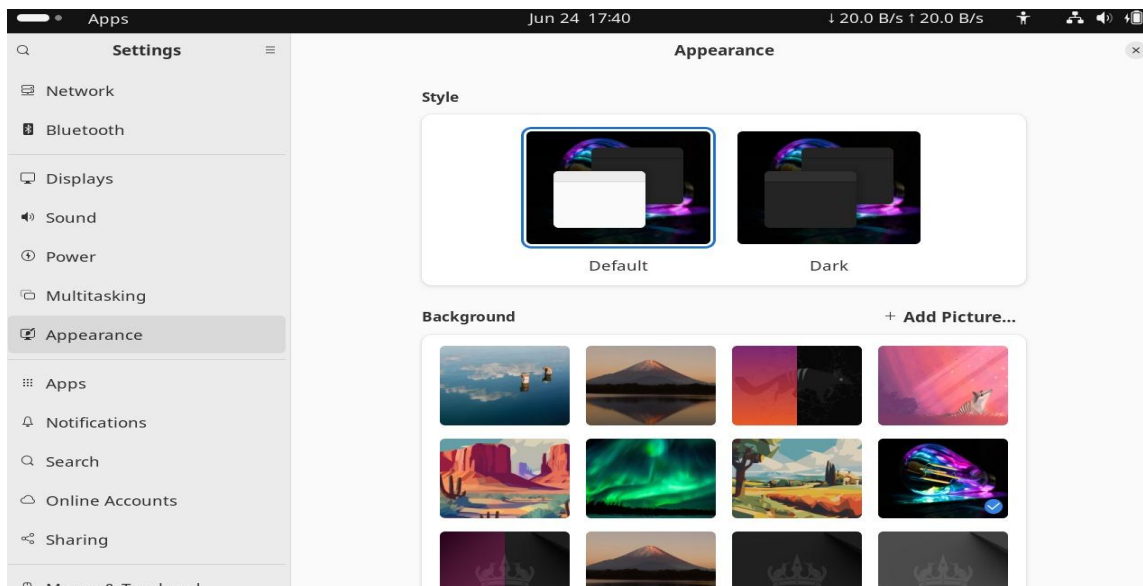 Apps
Jun 24 17:40
↓20.0 B/s ↑20.0 B/s
Settings
Network
Bluetooth
Displays
Sound
Power
Multitasking
Appearance
Apps
Notifications
Search
Online Accounts
Sharing
Appearance
Style
Default
Dark
Background
+ Add Picture...